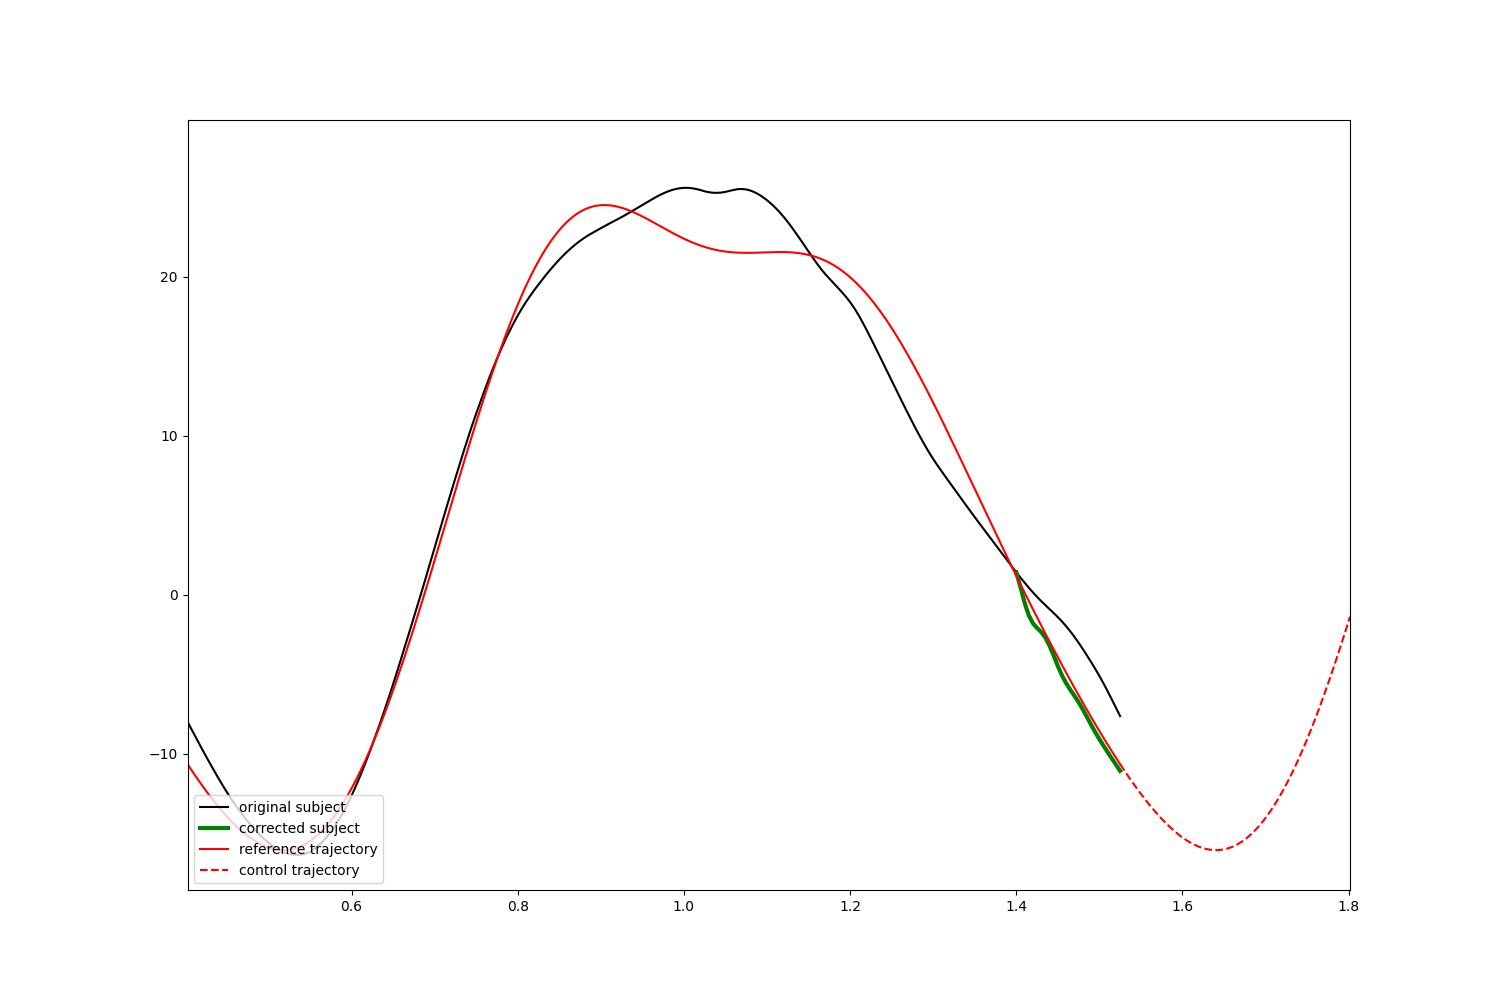 20
10
0
−10
original subject
corrected subject
reference trajectory
control trajectory
0.6 0.8 1.0 1.2 1.4 1.6 1.8